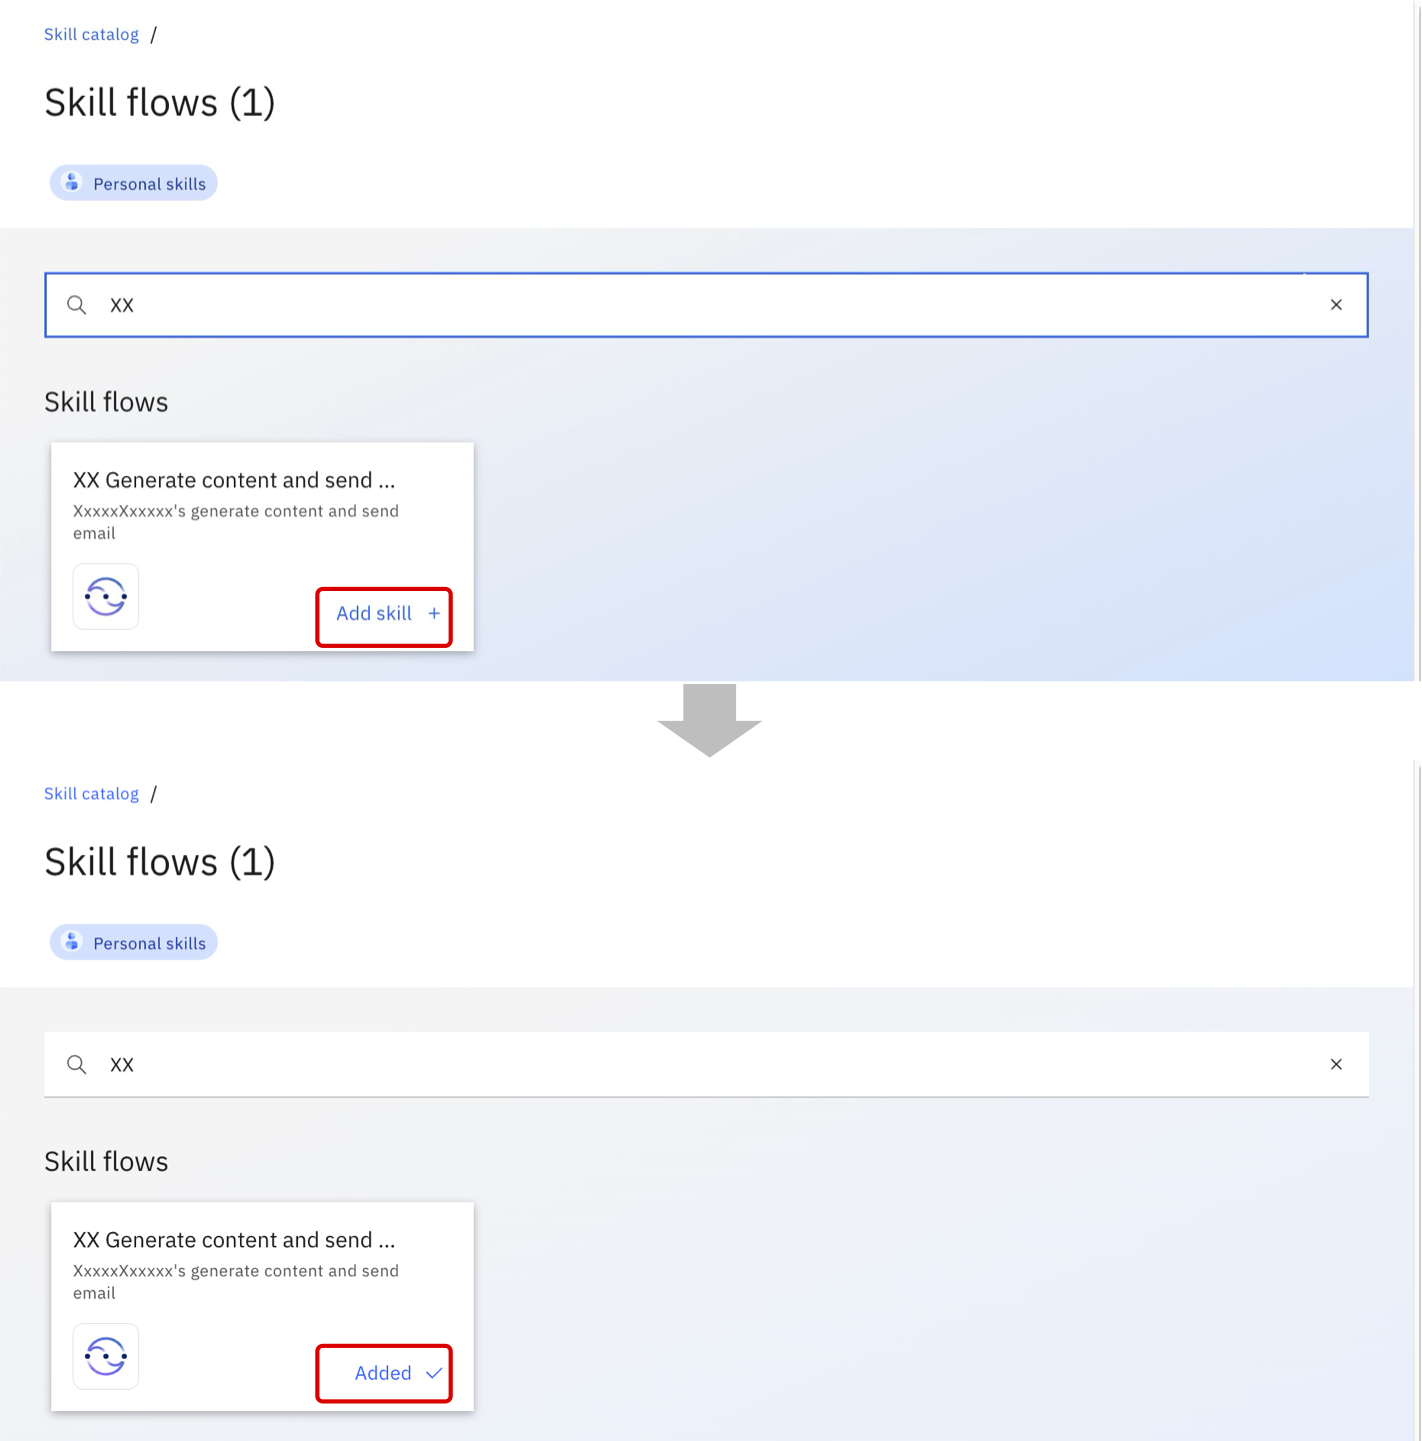 Skill catalog /
Skill flows (1)
Personal skills
XX
Skill flows
XX Generate content and send ...
XxxxxXxxxxx's generate content and send
email
Add skill +
Skill catalog /
Skill flows (1)
Personal skills
XX
Skill flows
XX Generate content and send ...
XxxxxXxxxxx's generate content and send
email
Added